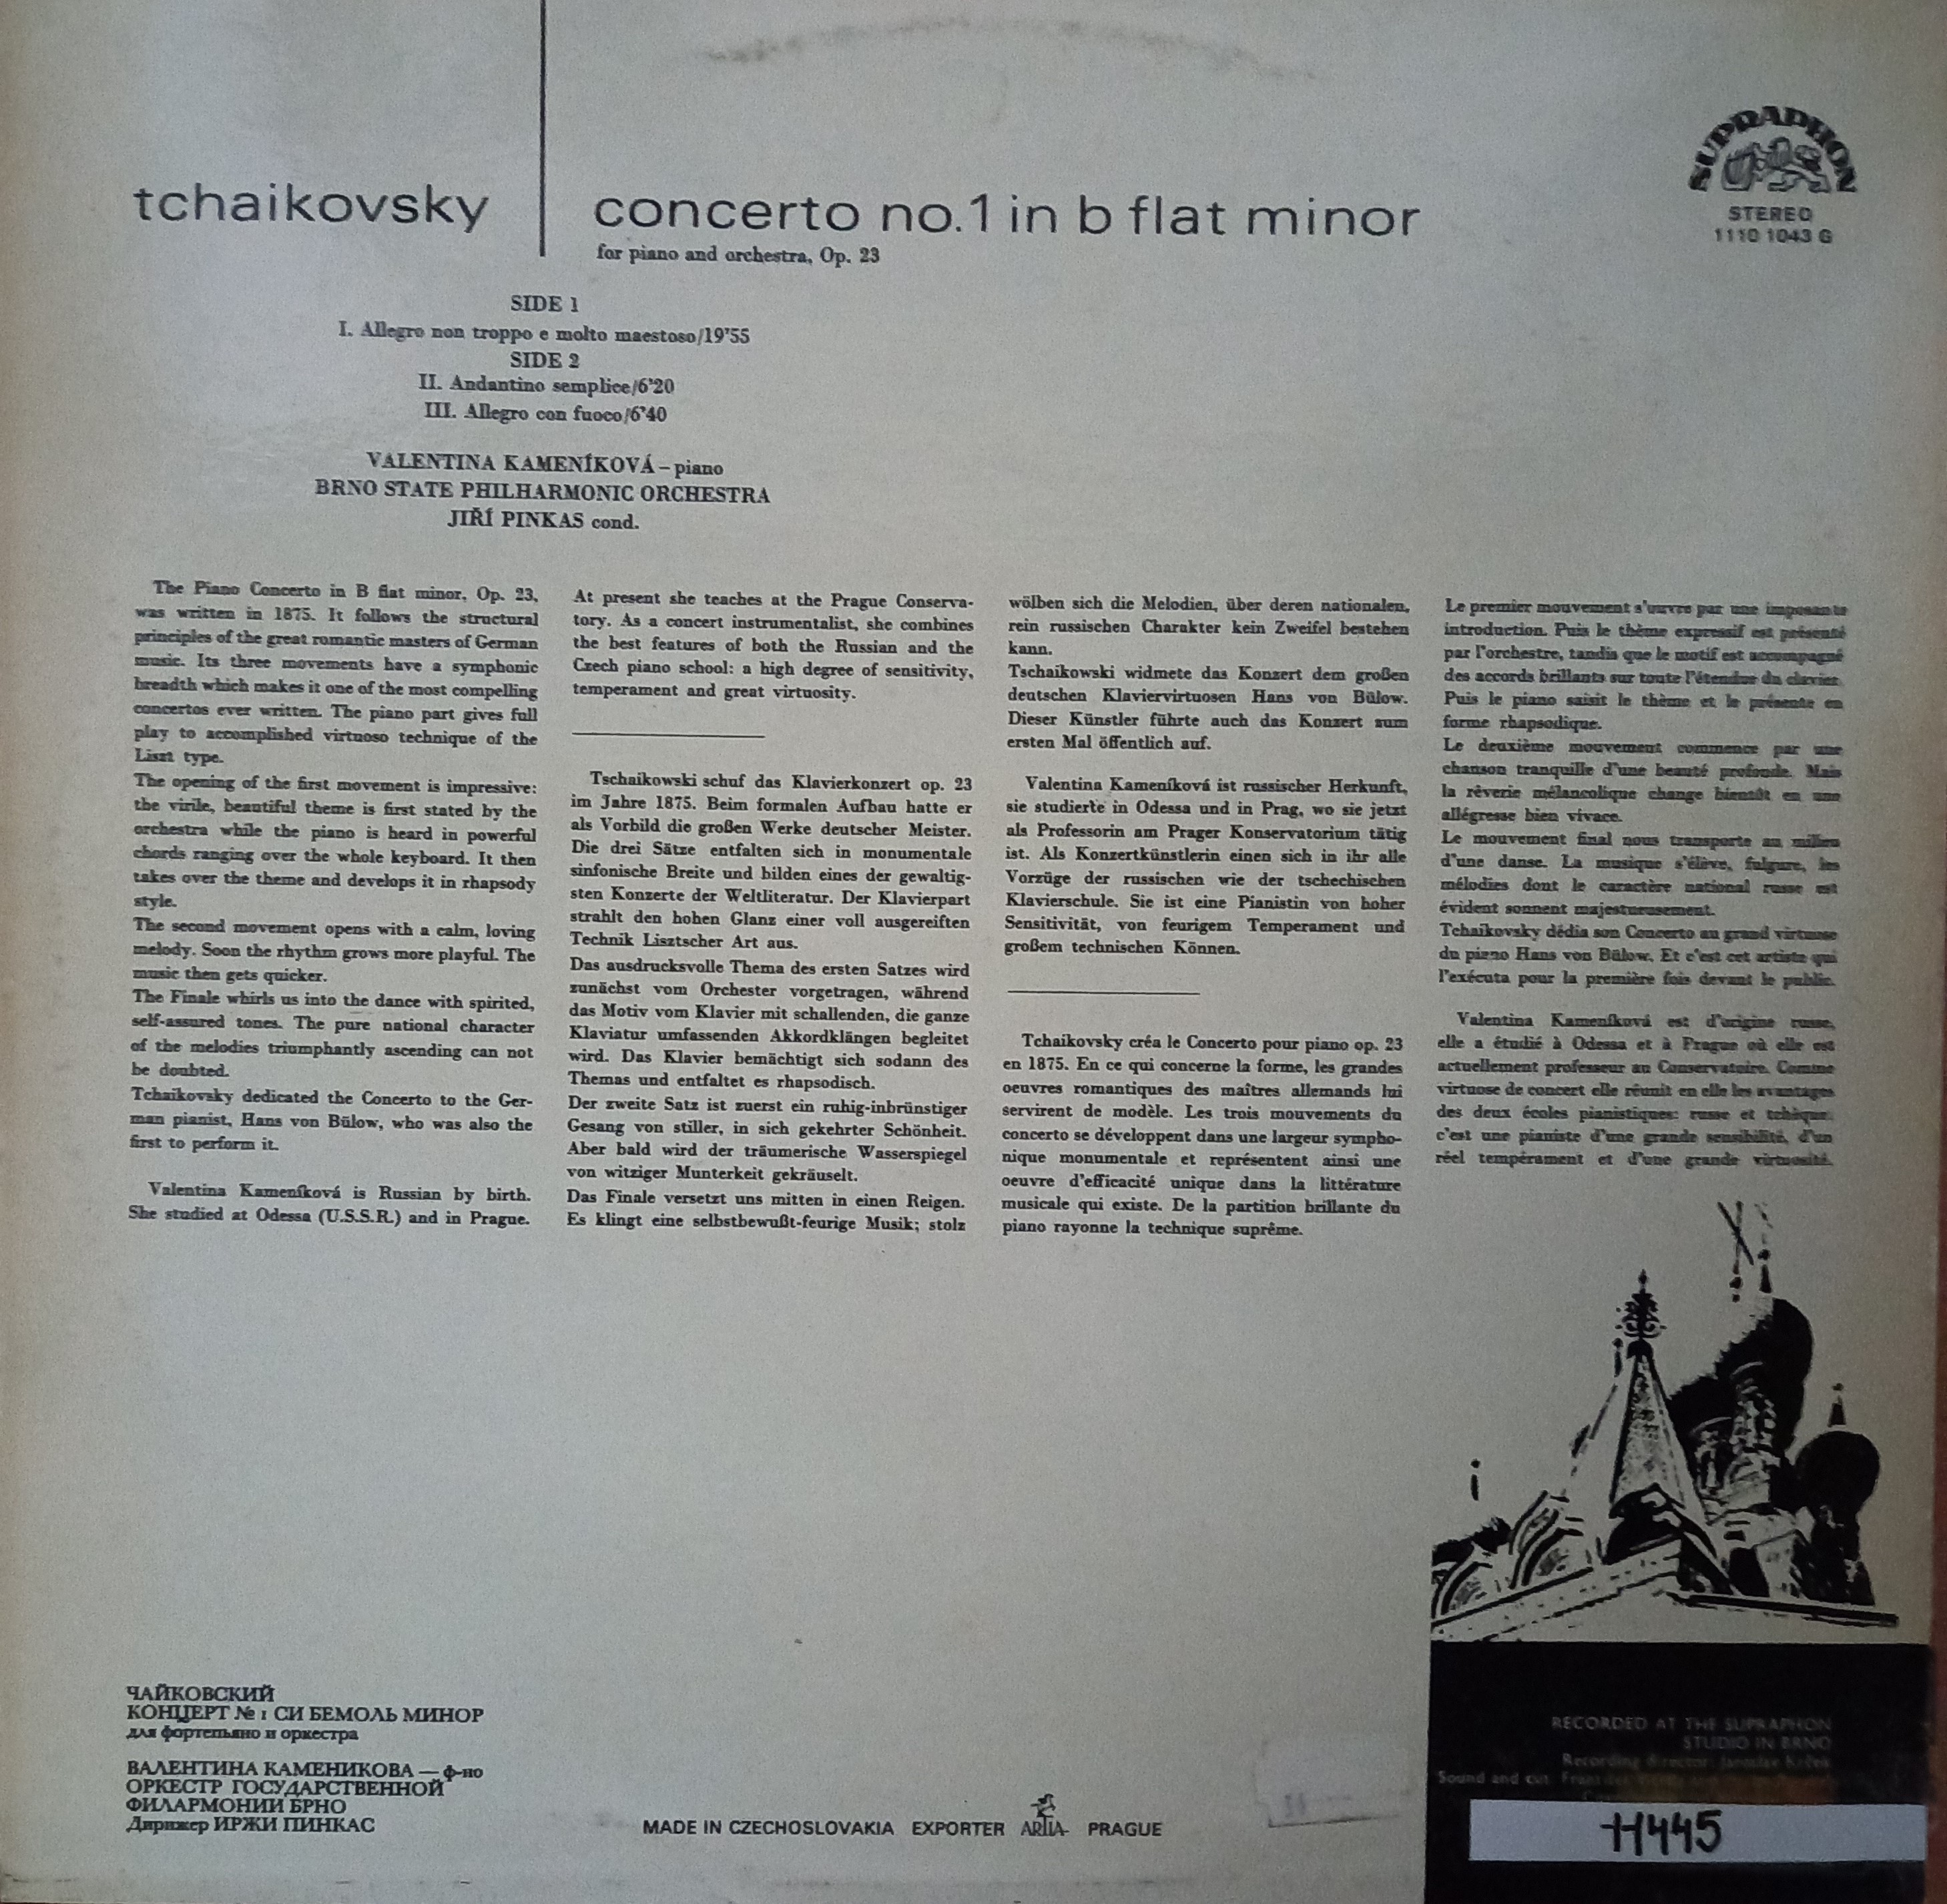 tchaikovsky
concerto no.1 in b flat minor
for piano and orchestra, Op. 23
SUPRAPHON
STEREO
1110 1043 G
SIDE 1
I. Allegro non troppo e molto maestoso/19'55
SIDE 2
II. Andantino semplice/6'20
III. Allegro con fuoco/6'40
VALENTINA KAMENÍKOVÁ – piano
BRNO STATE PHILHARMONIC ORCHESTRA
JIŘÍ PINKAS cond.
The Piano Concerto in B flat minor, Op. 23,
was written in 1875. It follows the structural
principles of the great romantic masters of German
music. Its three movements have a symphonic
breadth which makes it one of the most compelling
concertos ever written. The piano part gives full
play to accomplished virtuoso technique of the
Liszt type.
The opening of the first movement is impressive:
the virile, beautiful theme is first stated by the
orchestra while the piano is heard in powerful
chords ranging over the whole keyboard. It then
takes over the theme and develops it in rhapsody
style.
The second movement opens with a calm, loving
melody. Soon the rhythm grows more playful. The
music then gets quicker.
The Finale whirls us into the dance with spirited,
self-assured tones. The pure national character
of the melodies triumphantly ascending can not
be doubted.
Tchaikovsky dedicated the Concerto to the Ger-
man pianist, Hans von Bülow, who was also the
first to perform it.
Valentina Kameníková is Russian by birth.
She studied at Odessa (U.S.S.R.) and in Prague.
At present she teaches at the Prague Conserva-
tory. As a concert instrumentalist, she combines
the best features of both the Russian and the
Czech piano school: a high degree of sensitivity,
temperament and great virtuosity.
Tschaikowski schuf das Klavierkonzert op. 23
im Jahre 1875. Beim formalen Aufbau hatte er
als Vorbild die großen Werke deutscher Meister.
Die drei Sätze entfalten sich in monumentale
sinfonische Breite und bilden eines der gewaltig-
sten Konzerte der Weltliteratur. Der Klavierpart
strahlt den hohen Glanz einer voll ausgereiften
Technik Lisztscher Art aus.
Das ausdrucksvolle Thema des ersten Satzes wird
zunächst vom Orchester vorgetragen, während
das Motiv vom Klavier mit schallenden, die ganze
Klaviatur umfassenden Akkordklängen begleitet
wird. Das Klavier bemächtigt sich sodann des
Themas und entfaltet es rhapsodisch.
Der zweite Satz ist zuerst ein ruhig-inbrünstiger
Gesang von stiller, in sich gekehrter Schönheit.
Aber bald wird der träumerische Wasserspiegel
von witziger Munterkeit gekräuselt.
Das Finale versetzt uns mitten in einen Reigen.
Es klingt eine selbstbewußt-feurige Musik; stolz
wölben sich die Melodien, über deren nationalen,
rein russischen Charakter kein Zweifel bestehen
kann.
Tschaikowski widmete das Konzert dem großen
deutschen Klaviervirtuosen Hans von Bülow.
Dieser Künstler führte auch das Konzert zum
ersten Mal öffentlich auf.
Valentina Kameníková ist russischer Herkunft,
sie studierte in Odessa und in Prag, wo sie jetzt
als Professorin am Prager Konservatorium tätig
ist. Als Konzertkünstlerin einen sich in ihr alle
Vorzüge der russischen wie der tschechischen
Klavierschule. Sie ist eine Pianistin von hoher
Sensitivität, von feurigem Temperament und
großem technischen Können.
Tchaikovsky créa le Concerto pour piano op. 23
en 1875. En ce qui concerne la forme, les grandes
oeuvres romantiques des maîtres allemands lui
servirent de modèle. Les trois mouvements du
concerto se développent dans une largeur sympho-
nique monumentale et représentent ainsi une
oeuvre d'efficacité unique dans la littérature
musicale qui existe. De la partition brillante du
piano rayonne la technique suprême.
Le premier mouvement s'ouvre par une imposante
introduction. Puis le thème expressif est présenté
par l'orchestre, tandis que le motif est accompagné
des accords brillants sur toute l'étendue du clavier.
Puis le piano saisit le thème et le présente en
forme rhapsodique.
Le deuxième mouvement commence par une
chanson tranquille d'une beauté profonde. Mais
la rêverie mélancolique change bientôt en une
allégresse bien vivace.
Le mouvement final nous transporte au milieu
d'une danse. La musique s'élève, fulgure, les
mélodies dont le caractère national russe est
évident sonnent majestueusement.
Tchaikovsky dédia son Concerto au grand virtuose
du piano Hans von Bülow. Et c'est cet artiste qui
l'exécuta pour la première fois devant le public.
Valentina Kameníková est d'origine russe,
elle a étudié à Odessa et à Prague où elle est
actuellement professeur au Conservatoire. Comme
virtuose de concert elle réunit en elle les avantages
des deux écoles pianistiques: russe et tchèque.
c'est une pianiste d'une grande sensibilité, d'un
réel tempérament et d'une grande virtuosité.
ЧАЙКОВСКИЙ
КОНЦЕРТ № 1 СИ БЕМОЛЬ МИНОР
для фортепьяно и оркестра
ВАЛЕНТИНА КАМЕНИКОВА — ф-но
ОРКЕСТР ГОСУДАРСТВЕННОЙ
ФИЛАРМОНИИ БРНО
Дирижер ИРЖИ ПИНКАС
MADE IN CZECHOSLOVAKIA EXPORTER ARTIA PRAGUE
RECORDED AT THE SUPRAPHON
STUDIO IN BRNO
Recording director: Jaroslav Krček
Sound and cut
H445